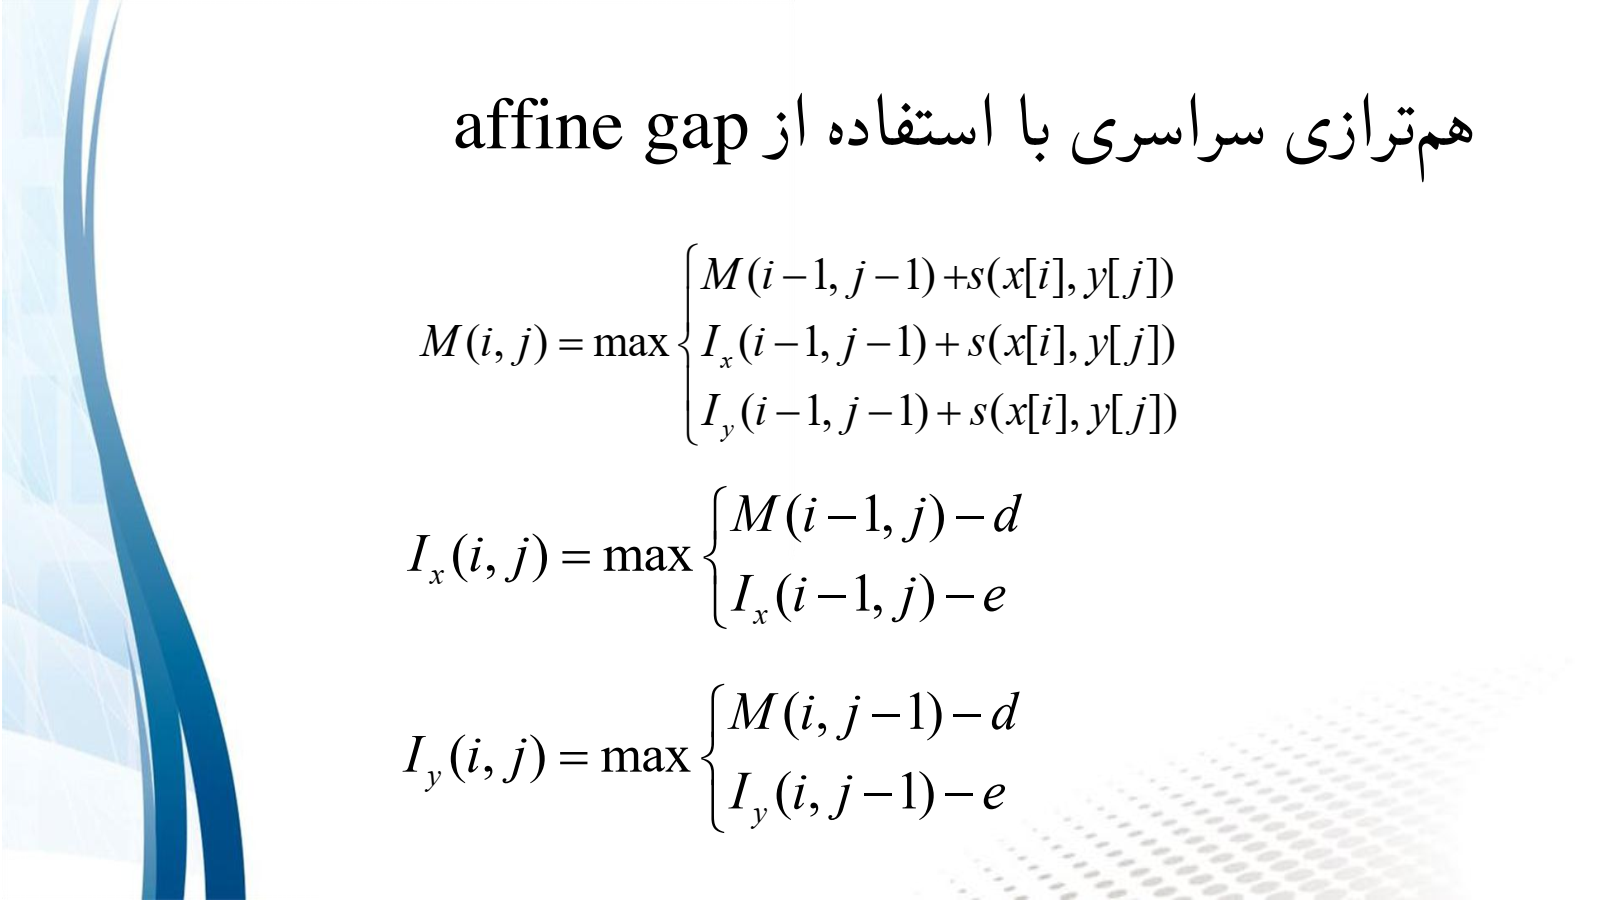 هم‌ترازی سراسری با استفاده از affine gap
M(i−1, j−1)+s(x[i], y[j])
M(i, j) = max { I_x(i−1, j−1) + s(x[i], y[j])
I_y(i−1, j−1) + s(x[i], y[j])
M(i−1, j) − d
I_x(i, j) = max {
I_x(i−1, j) − e
M(i, j−1) − d
I_y(i, j) = max {
I_y(i, j−1) − e